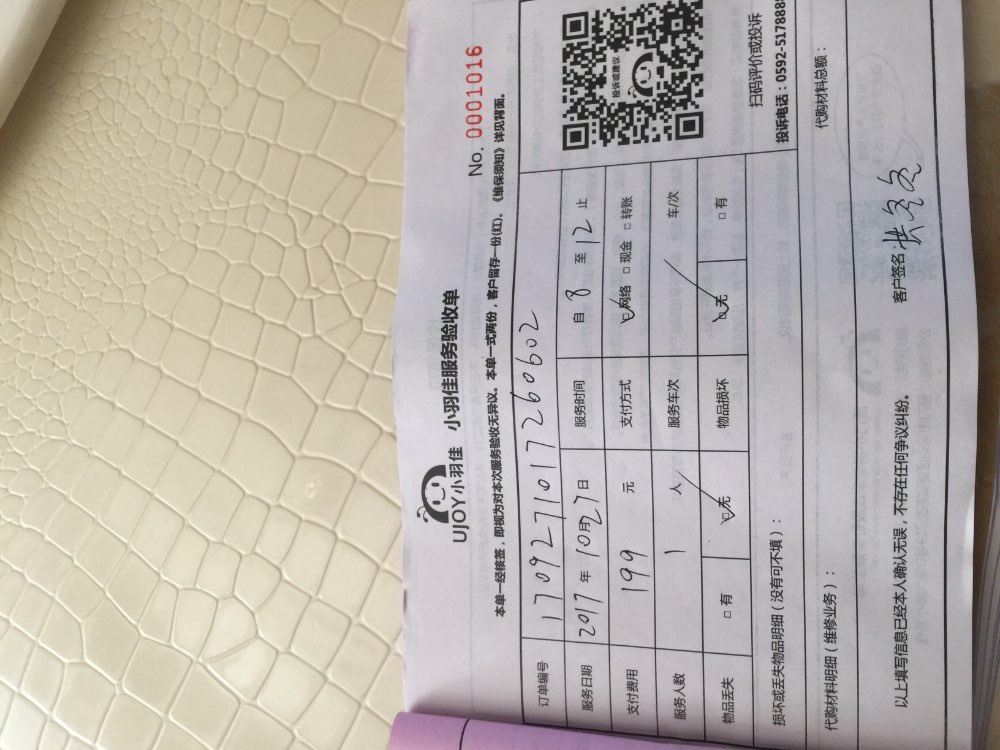 UJOY小羽佳 小羽佳服务验收单
No. 0001016
本单一经核签，即视为对本次服务验收无异议。本单一式两份，客户留存一份(红)。《维保须知》详见背面。
订单编号 170927101726 0602
服务日期 2017年10月27日 服务时间 自 8 至 12 止
支付费用 199 元 支付方式 ☑网络 □现金 □转账
服务人数 1 人 服务车次 / 车/次
物品丢失 □有 ☑无 物品损坏 ☑无 □有
投诉或建议
扫码评价或投诉
投诉电话：0592-517888
损坏或丢失物品明细（没有可不填）：
代购材料明细（维修业务）： 代购材料总额：
以上填写信息已经本人确认无误，不存在任何争议纠纷。 客户签名